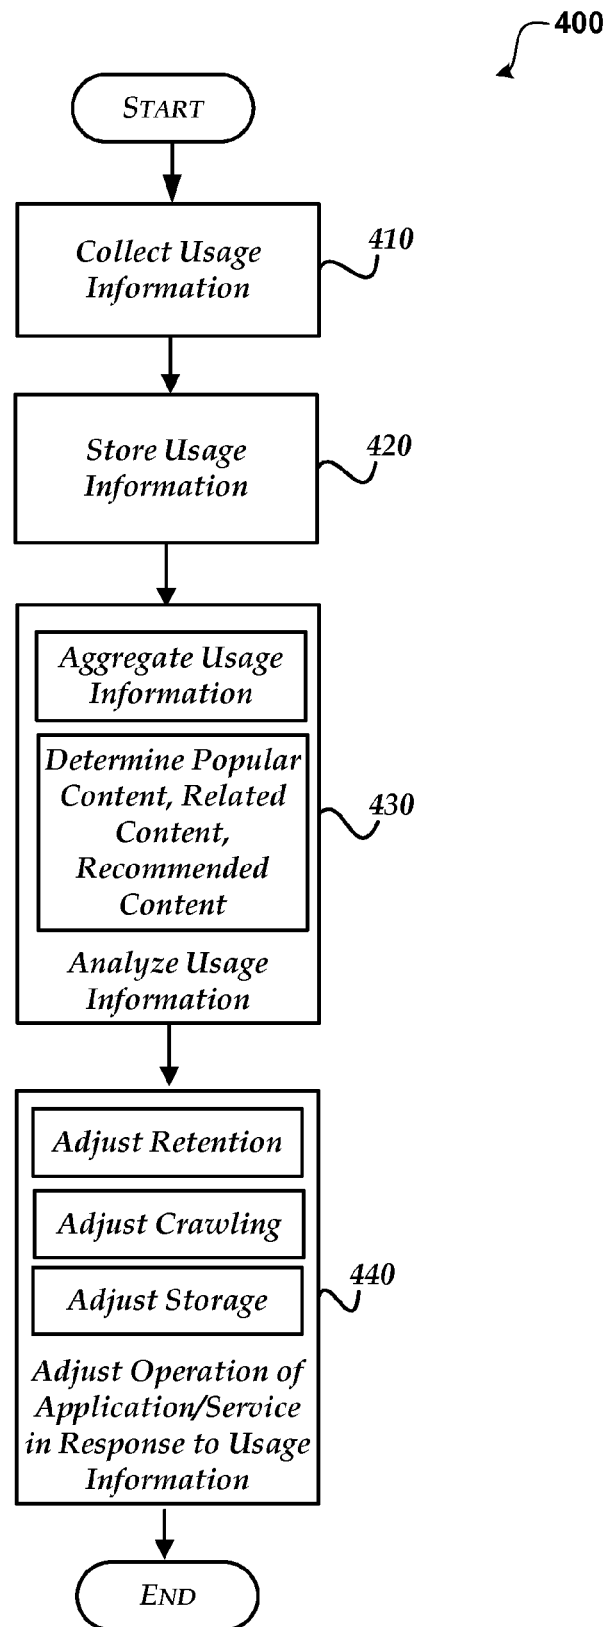 400
START
Collect Usage
Information
410
Store Usage
Information
420
Aggregate Usage
Information
Determine Popular
Content, Related
Content,
Recommended
Content
430
Analyze Usage
Information
Adjust Retention
Adjust Crawling
Adjust Storage
440
Adjust Operation of
Application/Service
in Response to Usage
Information
END